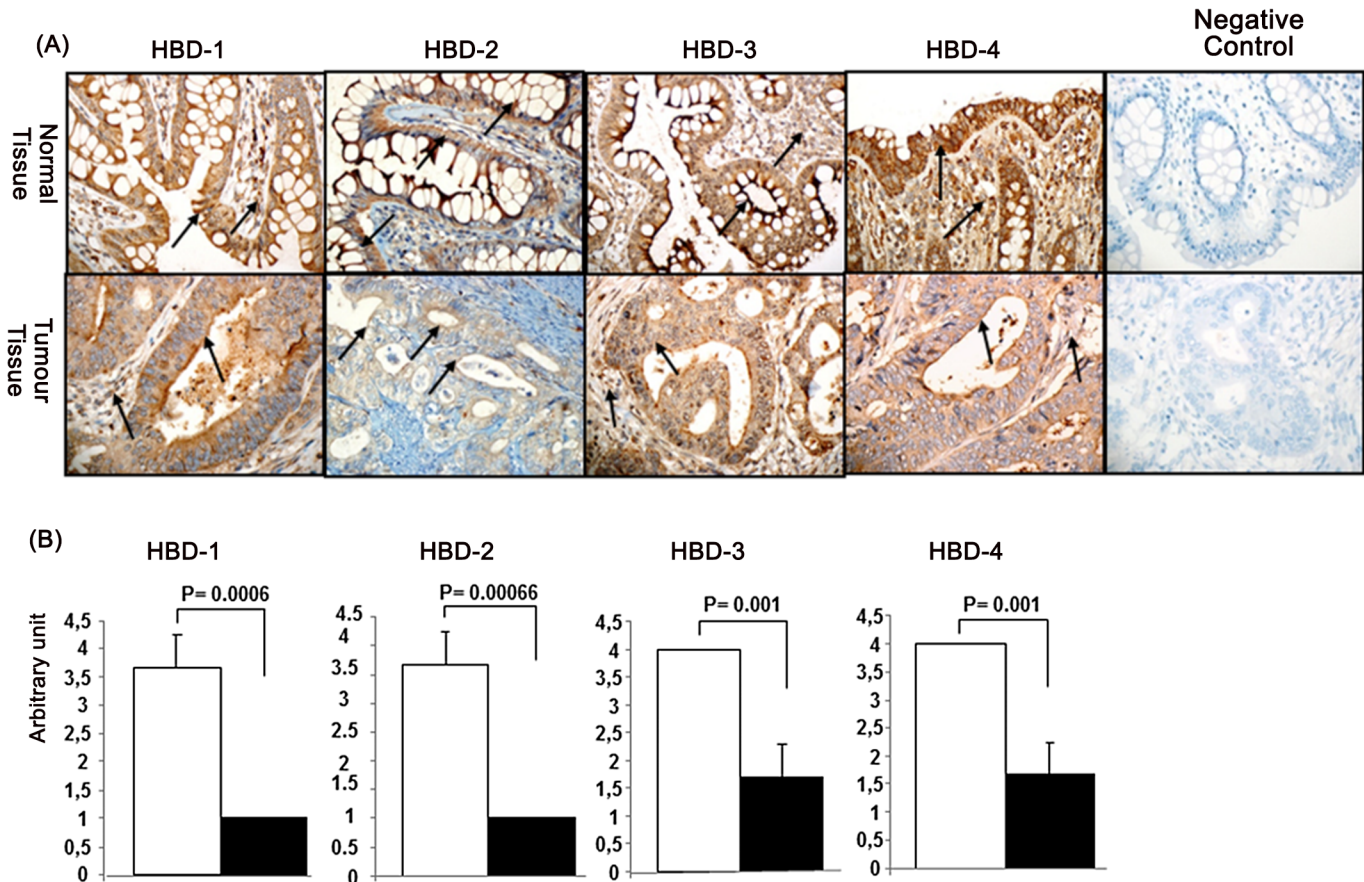 (A)
HBD-1
HBD-2
HBD-3
HBD-4
Negative
Control
Normal
Tissue
Tumour
Tissue
(B)
HBD-1
HBD-2
HBD-3
HBD-4
Arbitrary unit
P= 0.0006
4,5
4
3,5
3
2,5
2
1,5
1
0,5
0
P= 0.00066
4.5
4
3.5
3
2.5
2
1.5
1
0.5
0
P= 0.001
4,5
4
3,5
3
2,5
2
1,5
1
0,5
0
P= 0.001
4,5
4
3,5
3
2,5
2
1,5
1
0,5
0